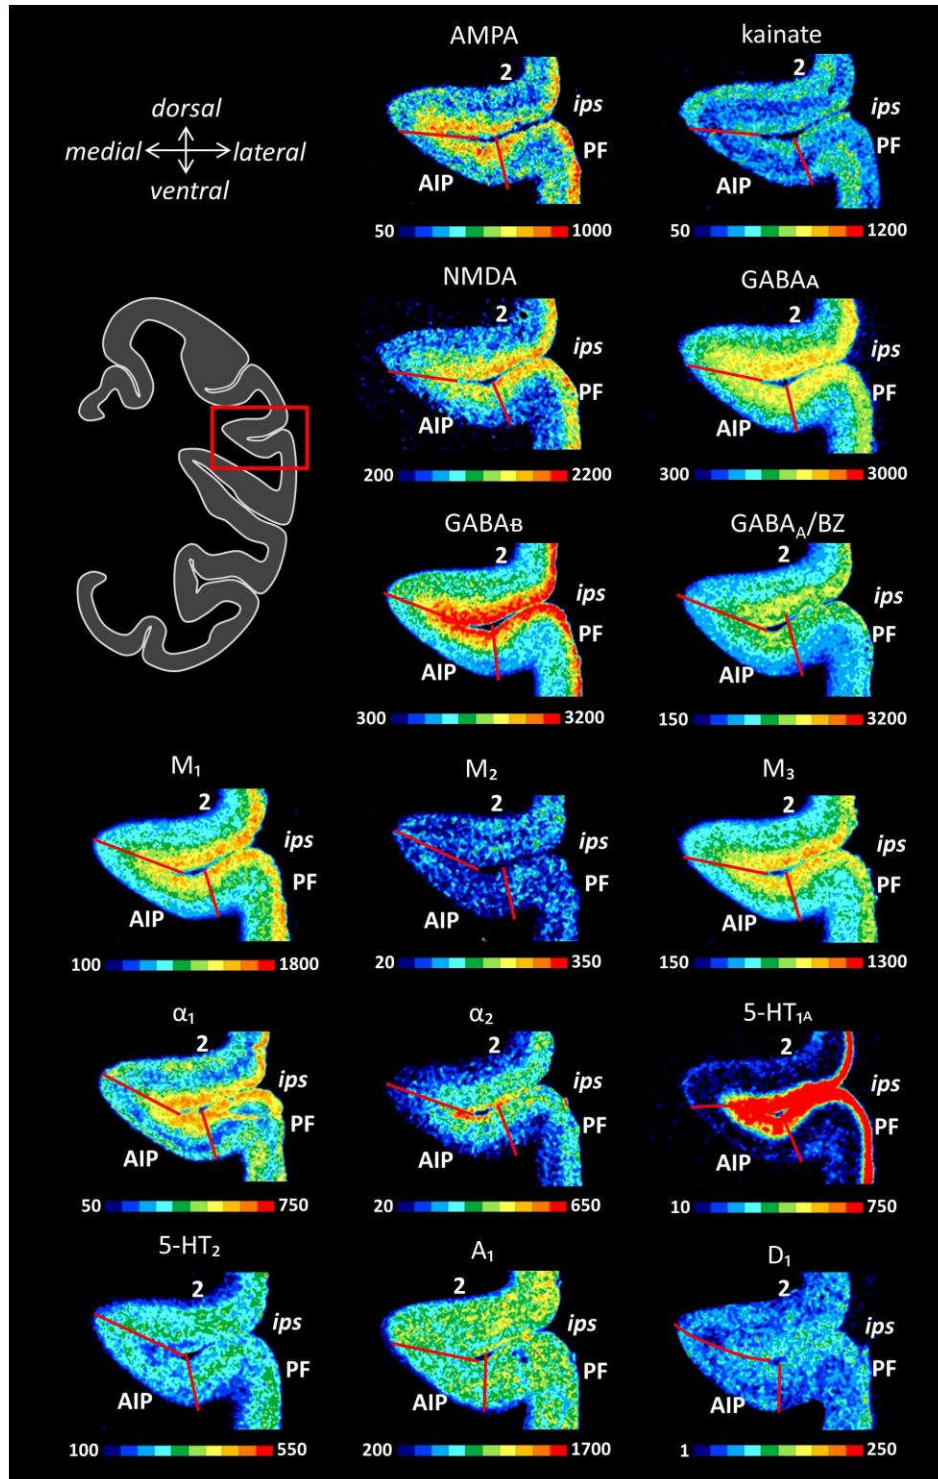 AMPA
kainate
dorsal
medial
lateral
ventral
2
ips
PF
AIP
50
1000
2
ips
PF
AIP
50
1200
NMDA
GABAA
2
ips
PF
AIP
200
2200
2
ips
PF
AIP
300
3000
GABAB
GABAA/BZ
2
ips
PF
AIP
300
3200
2
ips
PF
AIP
150
3200
M₁
M₂
M₃
2
ips
PF
AIP
100
1800
2
ips
PF
AIP
20
350
2
ips
PF
AIP
150
1300
α₁
α₂
5-HT₁A
2
ips
PF
AIP
50
750
2
ips
PF
AIP
20
650
2
ips
PF
AIP
10
750
5-HT₂
A₁
D₁
2
ips
PF
AIP
100
550
2
ips
PF
AIP
200
1700
2
ips
PF
AIP
1
250